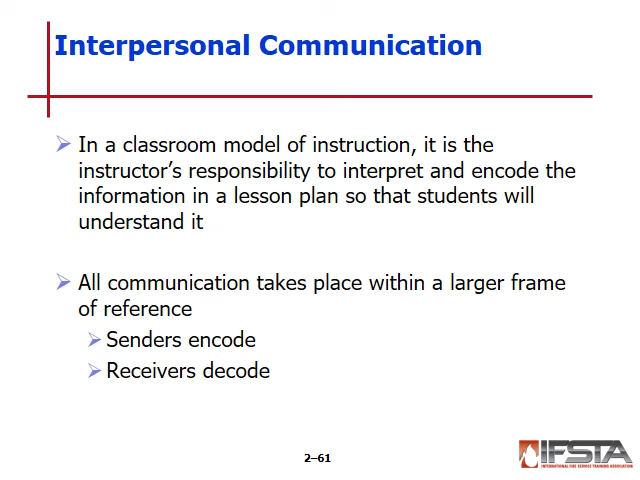 Interpersonal Communication
In a classroom model of instruction, it is the
instructor’s responsibility to interpret and encode the
information in a lesson plan so that students will
understand it
All communication takes place within a larger frame
of reference
Senders encode
Receivers decode
2–61
IFSTA
INTERNATIONAL FIRE SERVICE TRAINING ASSOCIATION